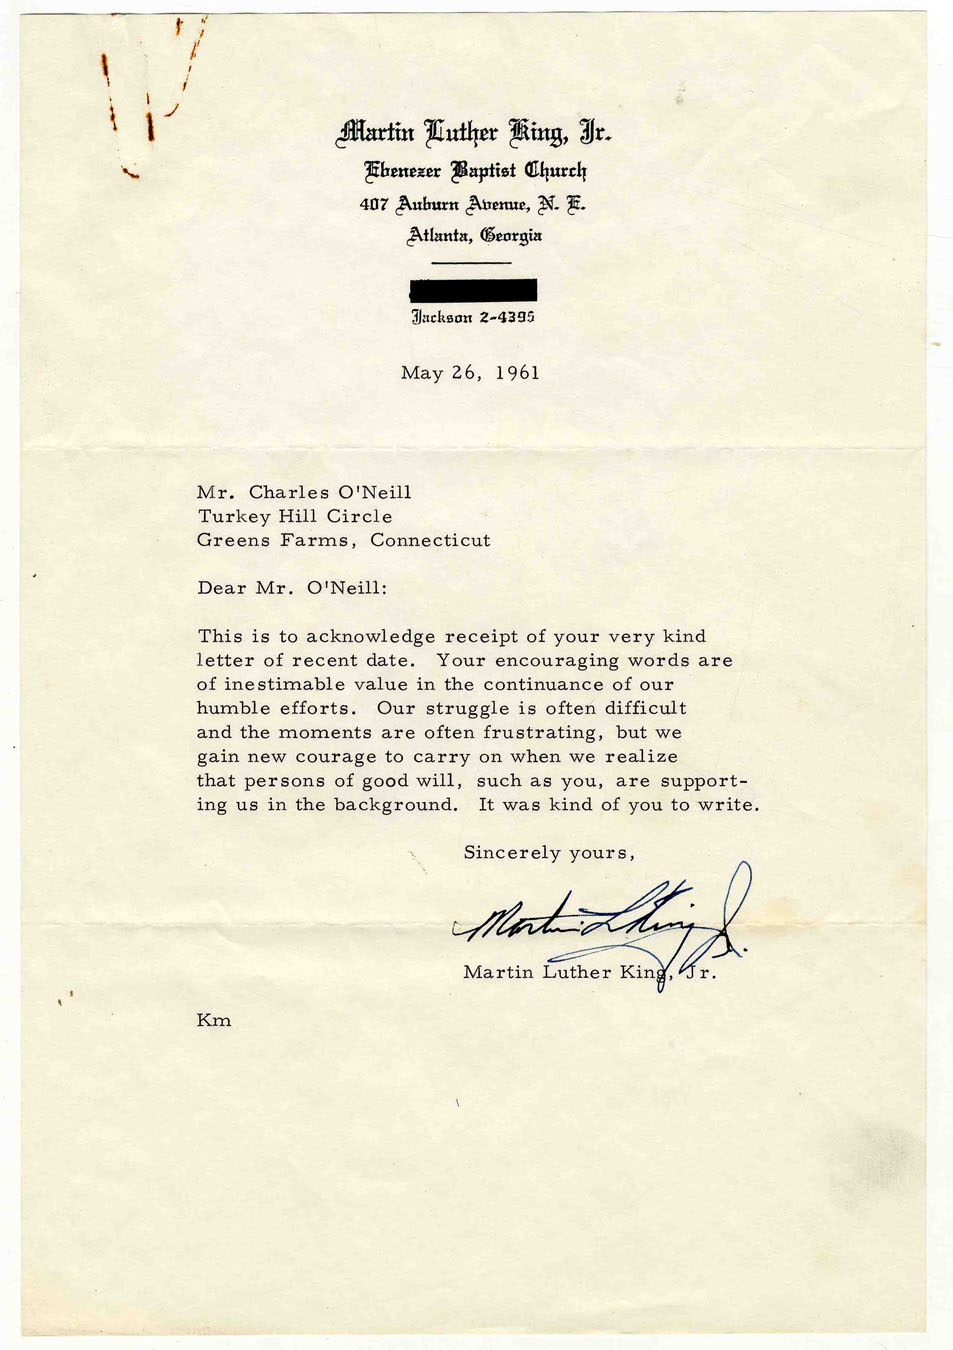 Martin Luther King, Jr.
Ebenezer Baptist Church
407 Auburn Avenue, N. E.
Atlanta, Georgia
Jackson 2-4395
May 26, 1961
Mr. Charles O'Neill
Turkey Hill Circle
Greens Farms, Connecticut
Dear Mr. O'Neill:
This is to acknowledge receipt of your very kind
letter of recent date. Your encouraging words are
of inestimable value in the continuance of our
humble efforts. Our struggle is often difficult
and the moments are often frustrating, but we
gain new courage to carry on when we realize
that persons of good will, such as you, are support-
ing us in the background. It was kind of you to write.
Sincerely yours,
Martin L King Jr.
Martin Luther King, Jr.
Km